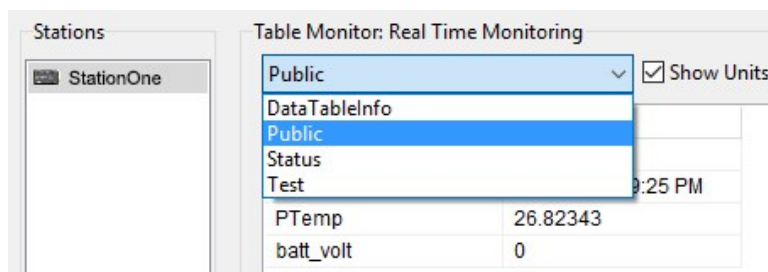 Stations
Table Monitor: Real Time Monitoring
StationOne
Public
Show Units
DataTableInfo
Public
Status
Test
:25 PM
PTemp 26.82343
batt_volt 0